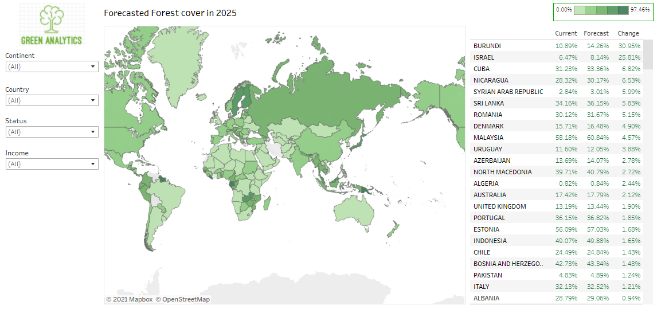 GREEN ANALYTICS
Forecasted Forest cover in 2025
0.00% 97.46%
Continent
(All)
Country
(All)
Status
(All)
Income
(All)
© 2021 Mapbox © OpenStreetMap
Current Forecast Change
BURUNDI 10.89% 14.26% 30.95%
ISRAEL 6.47% 8.14% 25.81%
CUBA 31.23% 33.36% 6.82%
NICARAGUA 28.32% 30.17% 6.53%
SYRIAN ARAB REPUBLIC 2.84% 3.01% 5.99%
SRI LANKA 34.16% 36.15% 5.83%
ROMANIA 30.12% 31.67% 5.15%
DENMARK 15.71% 16.48% 4.90%
MALAYSIA 58.18% 60.84% 4.57%
URUGUAY 11.60% 12.05% 3.88%
AZERBAIJAN 13.69% 14.07% 2.78%
NORTH MACEDONIA 39.71% 40.79% 2.72%
ALGERIA 0.82% 0.84% 2.44%
AUSTRALIA 17.42% 17.79% 2.12%
UNITED KINGDOM 13.19% 13.44% 1.90%
PORTUGAL 36.15% 36.82% 1.85%
ESTONIA 56.09% 57.03% 1.68%
INDONESIA 49.07% 49.88% 1.65%
CHILE 24.49% 24.84% 1.43%
BOSNIA AND HERZEGO.. 42.73% 43.34% 1.43%
PAKISTAN 4.83% 4.89% 1.24%
ITALY 32.13% 32.52% 1.21%
ALBANIA 28.79% 29.06% 0.94%